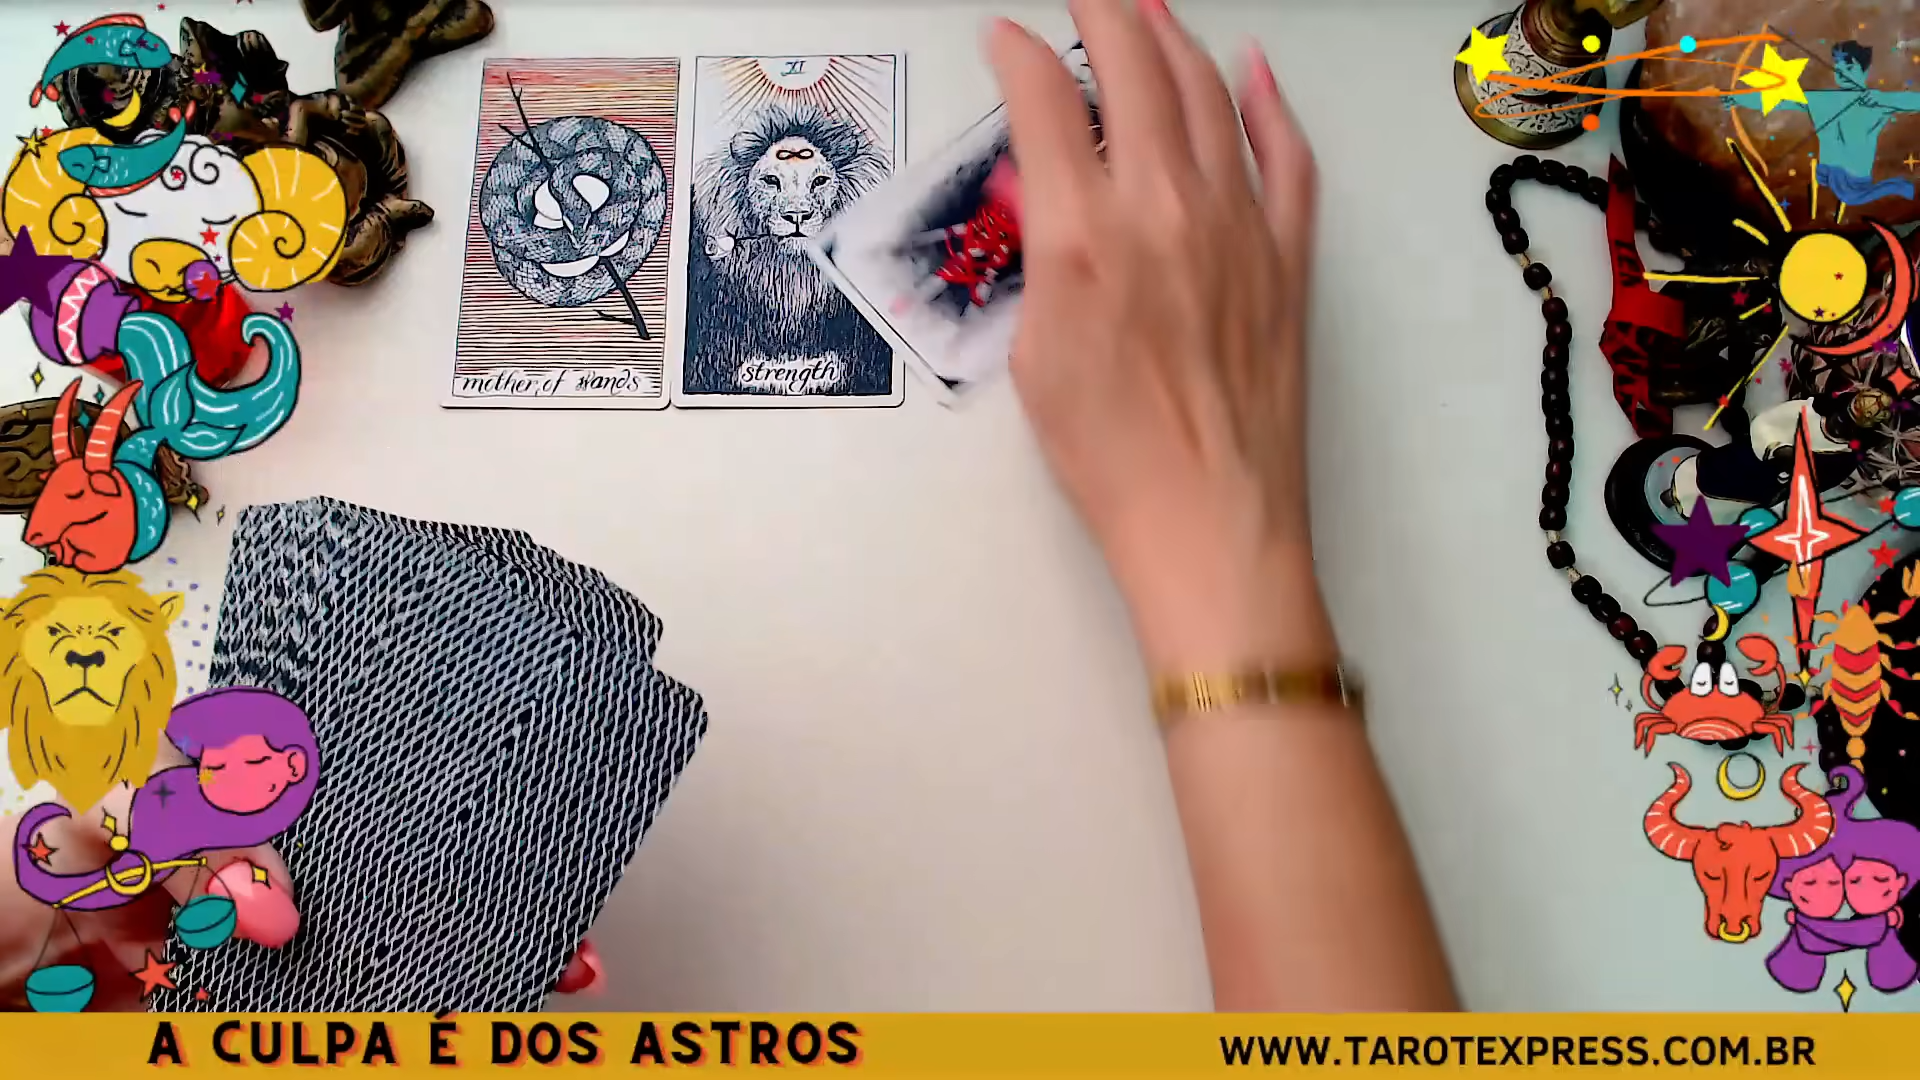 XI
mother of wands
strength
A CULPA É DOS ASTROS
WWW.TAROTEXPRESS.COM.BR